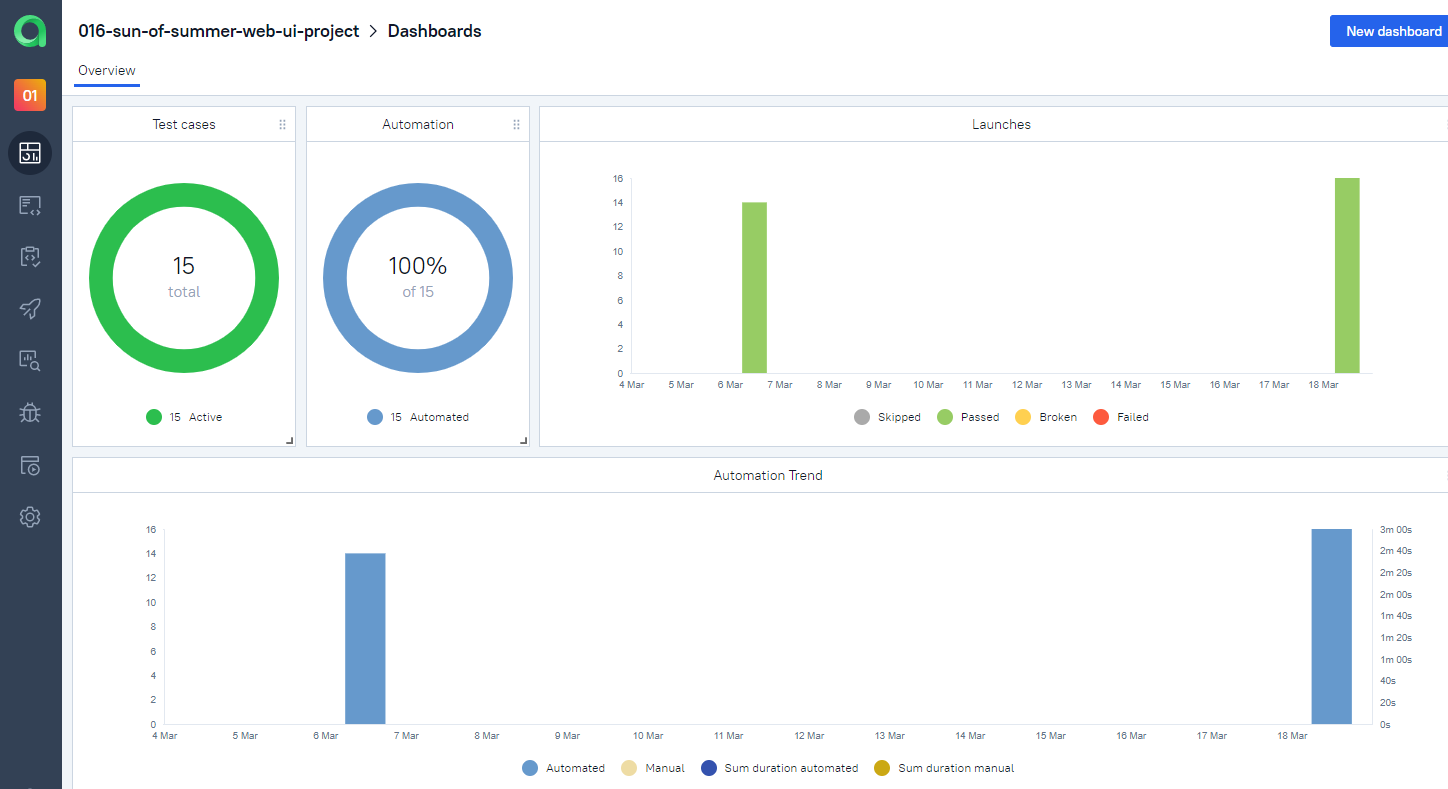 016-sun-of-summer-web-ui-project > Dashboards
New dashboard
Overview
01
Test cases
15
total
15 Active
Automation
100%
of 15
15 Automated
Launches
16
14
12
10
8
6
4
2
0
4 Mar 5 Mar 6 Mar 7 Mar 8 Mar 9 Mar 10 Mar 11 Mar 12 Mar 13 Mar 14 Mar 15 Mar 16 Mar 17 Mar 18 Mar
Skipped Passed Broken Failed
Automation Trend
16
14
12
10
8
6
4
2
0
3m 00s
2m 40s
2m 20s
2m 00s
1m 40s
1m 20s
1m 00s
40s
20s
0s
4 Mar 5 Mar 6 Mar 7 Mar 8 Mar 9 Mar 10 Mar 11 Mar 12 Mar 13 Mar 14 Mar 15 Mar 16 Mar 17 Mar 18 Mar
Automated Manual Sum duration automated Sum duration manual